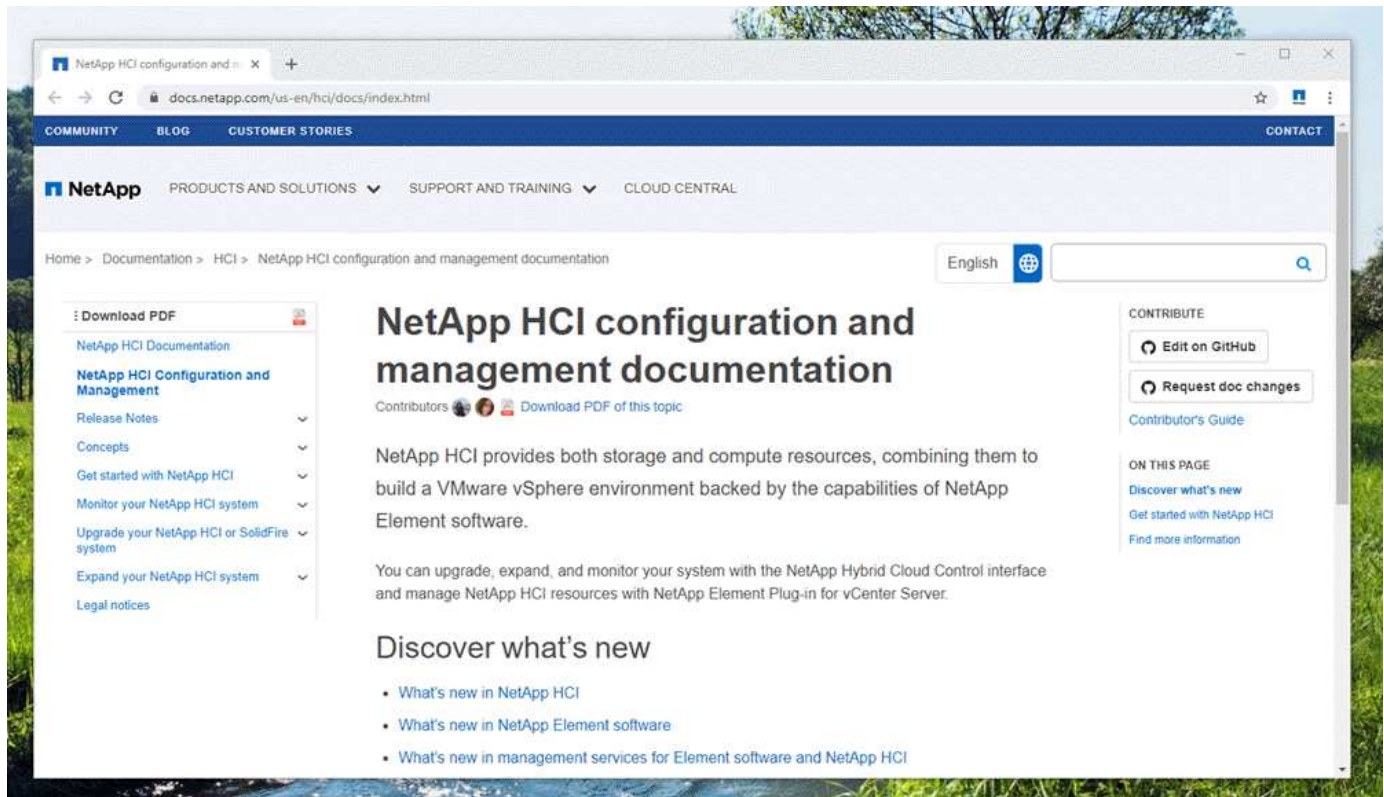 NetApp HCI configuration and
docs.netapp.com/us-en/hci/docs/index.html
COMMUNITY BLOG CUSTOMER STORIES CONTACT
NetApp PRODUCTS AND SOLUTIONS SUPPORT AND TRAINING CLOUD CENTRAL
Home > Documentation > HCI > NetApp HCI configuration and management documentation
English
Download PDF
NetApp HCI Documentation
NetApp HCI Configuration and
Management
Release Notes
Concepts
Get started with NetApp HCI
Monitor your NetApp HCI system
Upgrade your NetApp HCI or SolidFire
system
Expand your NetApp HCI system
Legal notices
NetApp HCI configuration and
management documentation
Contributors Download PDF of this topic
NetApp HCI provides both storage and compute resources, combining them to
build a VMware vSphere environment backed by the capabilities of NetApp
Element software.
You can upgrade, expand, and monitor your system with the NetApp Hybrid Cloud Control interface
and manage NetApp HCI resources with NetApp Element Plug-in for vCenter Server.
Discover what's new
• What's new in NetApp HCI
• What's new in NetApp Element software
• What's new in management services for Element software and NetApp HCI
CONTRIBUTE
Edit on GitHub
Request doc changes
Contributor's Guide
ON THIS PAGE
Discover what's new
Get started with NetApp HCI
Find more information